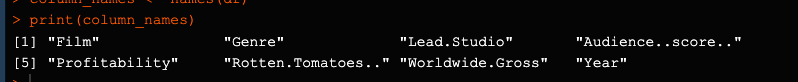 > column_names <- names(df)
> print(column_names)
[1] "Film" "Genre" "Lead.Studio" "Audience..score.."
[5] "Profitability" "Rotten.Tomatoes.." "Worldwide.Gross" "Year"
>